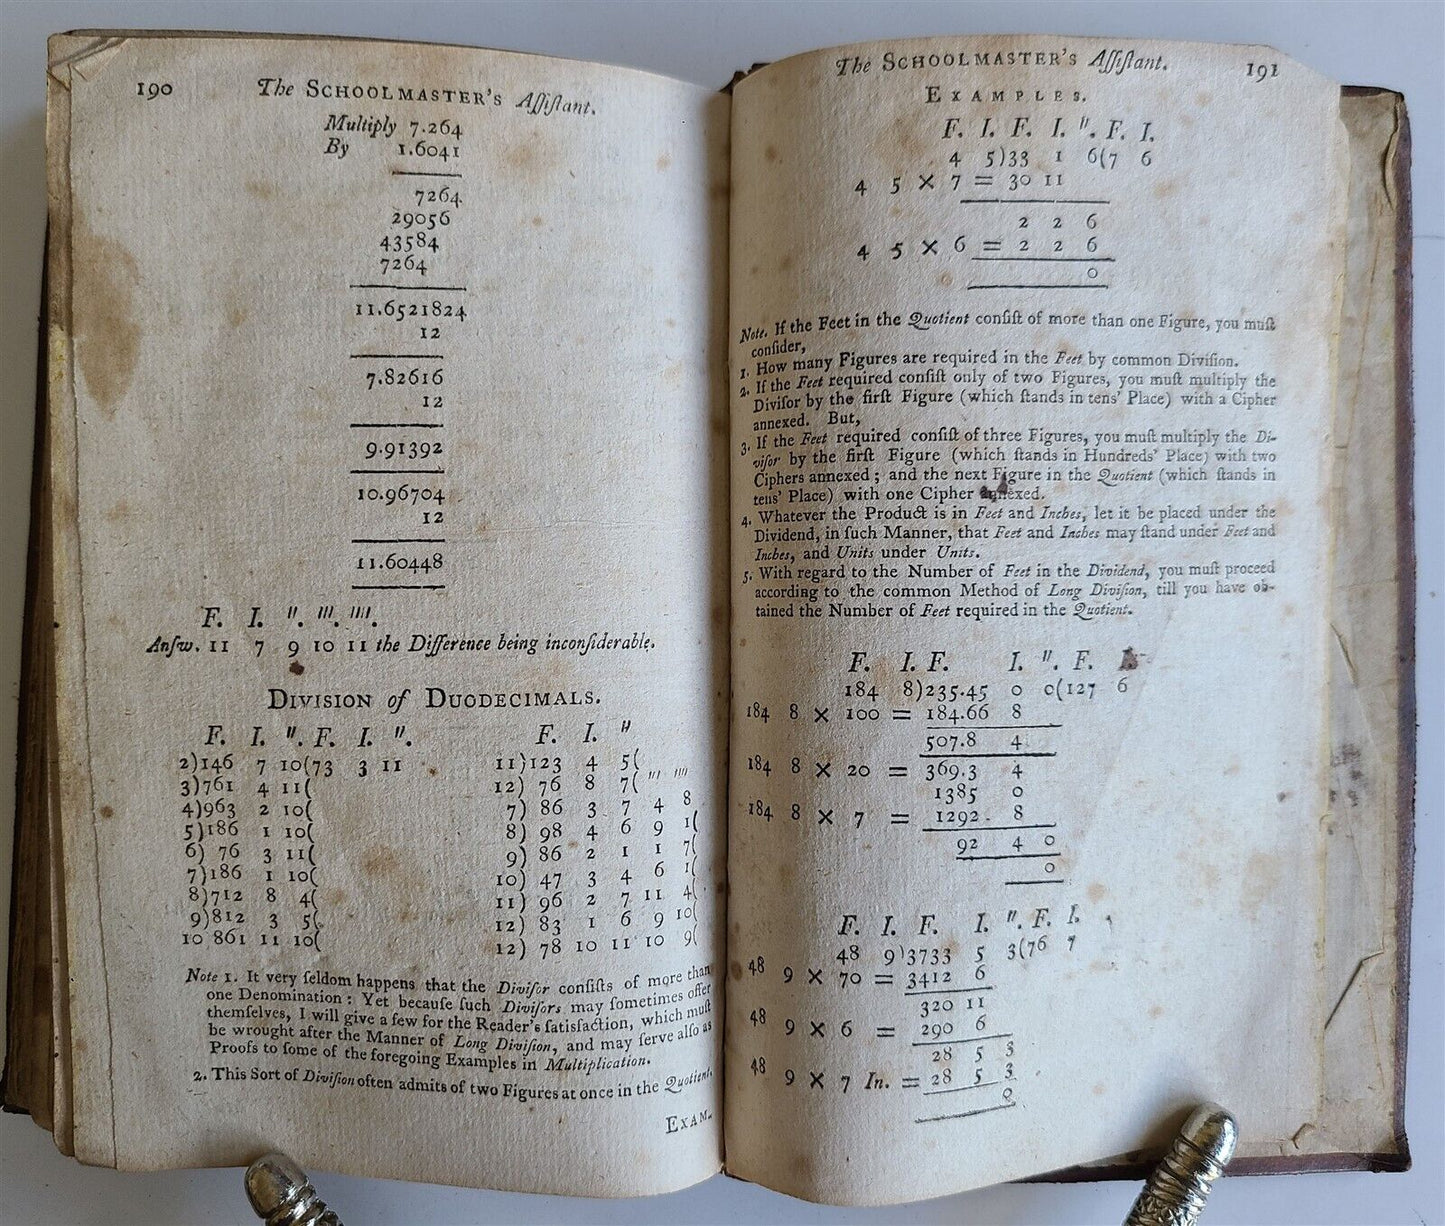 190 The SCHOOLMASTER'S Aſſiſtant.
Multiply 7.264
By 1.6041
7264
29056
43584
7264
11.6521824
12
7.82616
12
9.91392
10.96704
12
11.60448
F. I. ''. '''. ''''.
Anſw. 11 7 9 10 11 the Difference being inconſiderable.
DIVISION of DUODECIMALS.
F. I. ''. F. I. ''.
2)146 7 10(73 3 11
3)761 4 11(
4)963 2 10(
5)186 1 10(
6) 76 3 11(
7)186 1 10(
8)712 8 4(
9)812 3 5(
10 861 11 10(
F. I. ''
11)123 4 5(
12) 76 8 7( ''' ''''
7) 86 3 7 4 8
8) 98 4 6 9 1(
9) 86 2 1 1 7(
10) 47 3 4 6 1(
11) 96 2 7 11 4(
12) 83 1 6 9 10(
12) 78 10 11 10 9(
Note 1. It very ſeldom happens that the Diviſor conſiſts of more than
one Denomination: Yet becauſe ſuch Diviſors may ſometimes offer
themſelves, I will give a few for the Reader's ſatisfaction, which muſt
be wrought after the Manner of Long Diviſion, and may ſerve alſo as
Proofs to ſome of the foregoing Examples in Multiplication.
2. This Sort of Diviſion often admits of two Figures at once in the Quotient.
EXAM-
The SCHOOLMASTER'S Aſſiſtant. 191
EXAMPLES.
F. I. F. I. ''. F. I.
4 5)33 1 6(7 6
4 5 × 7 = 30 11
2 2 6
4 5 × 6 = 2 2 6
0
Note. If the Feet in the Quotient conſiſt of more than one Figure, you muſt
conſider,
1. How many Figures are required in the Feet by common Diviſion.
2. If the Feet required conſiſt only of two Figures, you muſt multiply the
Diviſor by the firſt Figure (which ſtands in tens' Place) with a Cipher
annexed. But,
3. If the Feet required conſiſt of three Figures, you muſt multiply the Di-
viſor by the firſt Figure (which ſtands in Hundreds' Place) with two
Ciphers annexed; and the next Figure in the Quotient (which ſtands in
tens' Place) with one Cipher annexed.
4. Whatever the Product is in Feet and Inches, let it be placed under the
Dividend, in ſuch Manner, that Feet and Inches may ſtand under Feet and
Inches, and Units under Units.
5. With regard to the Number of Feet in the Dividend, you muſt proceed
according to the common Method of Long Diviſion, till you have ob-
tained the Number of Feet required in the Quotient.
F. I. F. I. ''. F. I.
184 8)235.45 0 0(127 6
184 8 × 100 = 184.66 8
507.8 4
184 8 × 20 = 369.3 4
1385 0
184 8 × 7 = 1292. 8
92 4 0
0
F. I. F. I. ''. F. I.
48 9)3733 5 3(76 7
48 9 × 70 = 3412 6
320 11
48 9 × 6 = 290 6
28 5 3
48 9 × 7 In. = 28 5 3
0